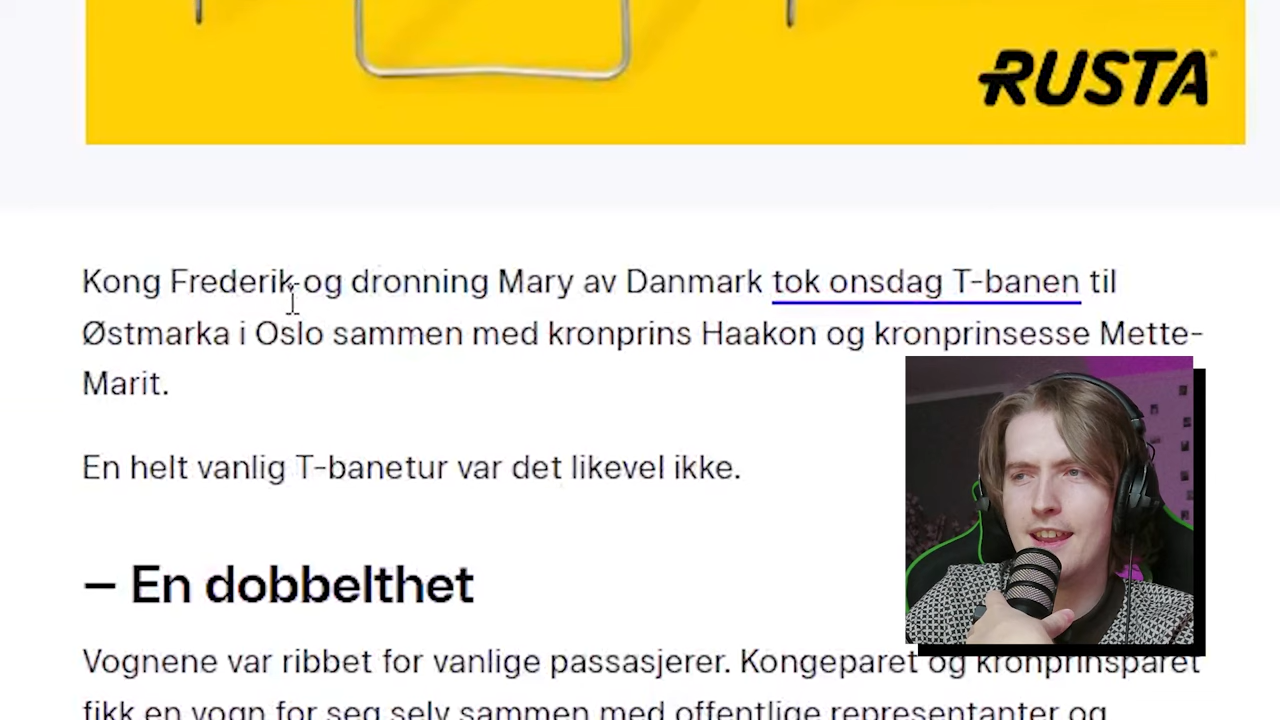 RUSTA
Kong Frederik og dronning Mary av Danmark tok onsdag T-banen til
Østmarka i Oslo sammen med kronprins Haakon og kronprinsesse Mette-
Marit.
En helt vanlig T-banetur var det likevel ikke.
– En dobbelthet
Vognene var ribbet for vanlige passasjerer. Kongeparet og kronprinsparet
fikk en vogn for seg selv sammen med offentlige representanter og